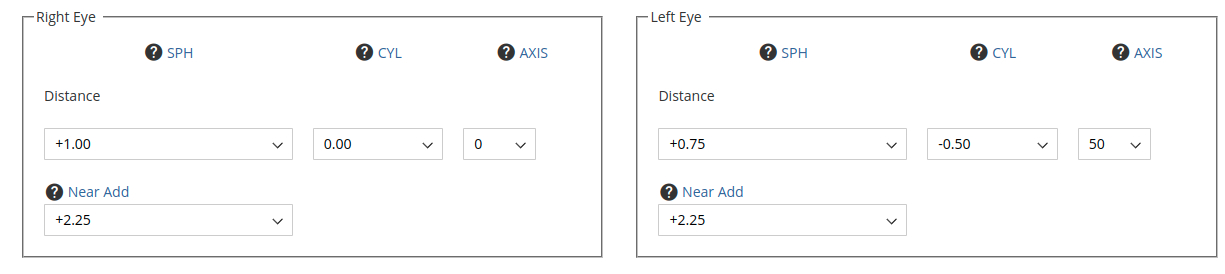 Right Eye
? SPH ? CYL ? AXIS
Distance
+1.00 0.00 0
? Near Add
+2.25
Left Eye
? SPH ? CYL ? AXIS
Distance
+0.75 -0.50 50
? Near Add
+2.25